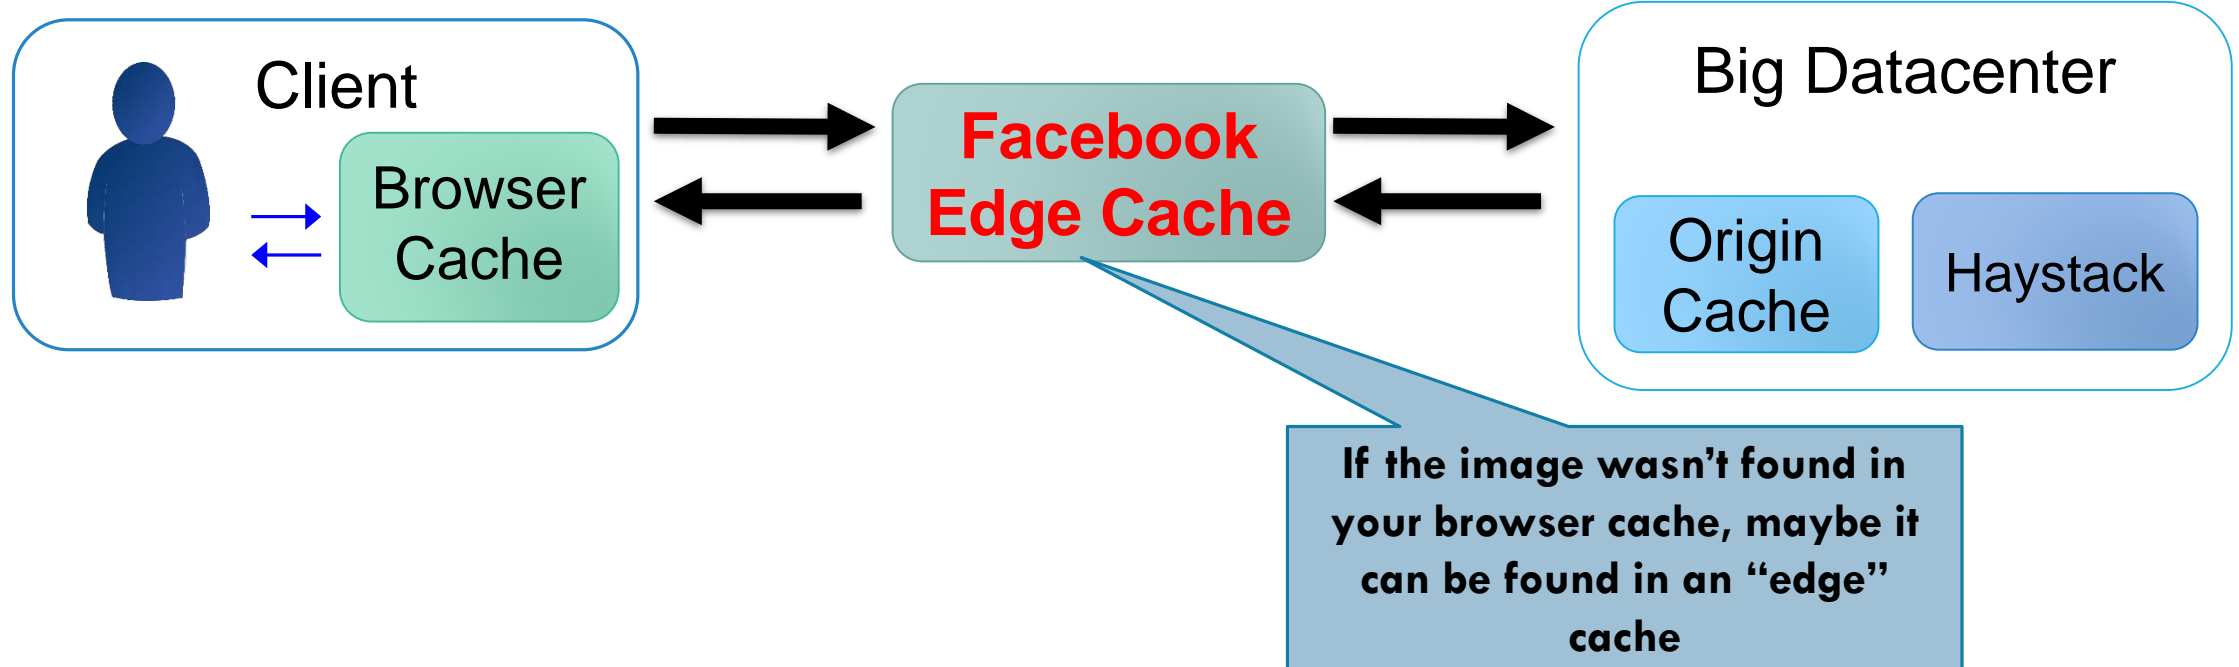 Client
Browser
Cache
Facebook
Edge Cache
Big Datacenter
Origin
Cache
Haystack
If the image wasn’t found in
your browser cache, maybe it
can be found in an “edge”
cache